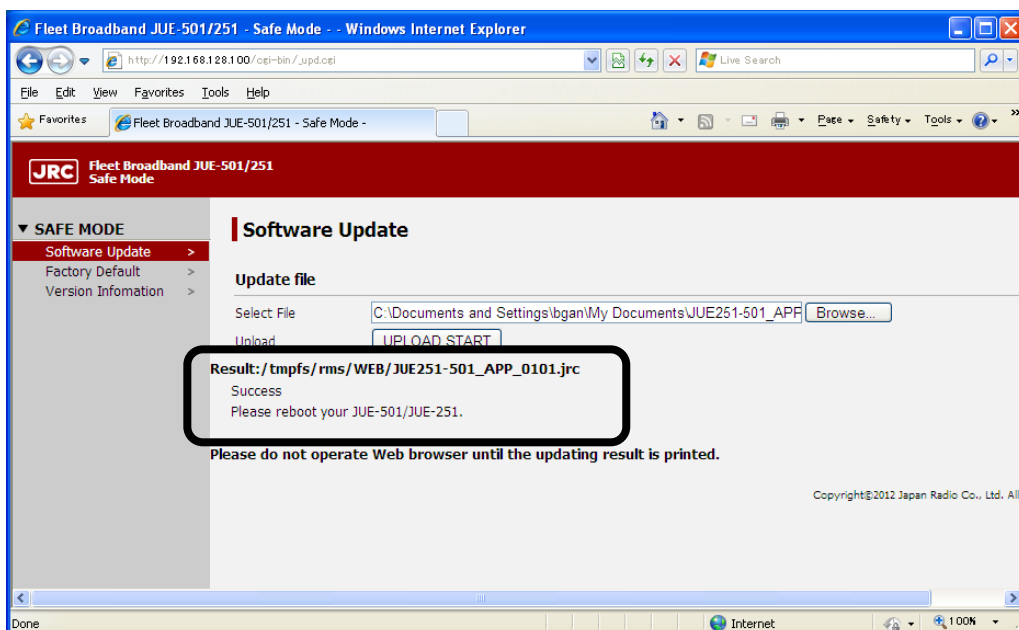 Fleet Broadband JUE-501/251 - Safe Mode - - Windows Internet Explorer
http://192.168.128.100/cgi-bin/_upd.cgi
Live Search
File Edit View Favorites Tools Help
Favorites
Fleet Broadband JUE-501/251 - Safe Mode -
Page Safety Tools
JRC
Fleet Broadband JUE-501/251
Safe Mode
▼ SAFE MODE
Software Update >
Factory Default >
Version Infomation >
Software Update
Update file
Select File C:\Documents and Settings\bgan\My Documents\JUE251-501_APP Browse...
Upload UPLOAD START
Result:/tmpfs/rms/WEB/JUE251-501_APP_0101.jrc
Success
Please reboot your JUE-501/JUE-251.
Please do not operate Web browser until the updating result is printed.
Copyright©2012 Japan Radio Co., Ltd. All
Done Internet 100%